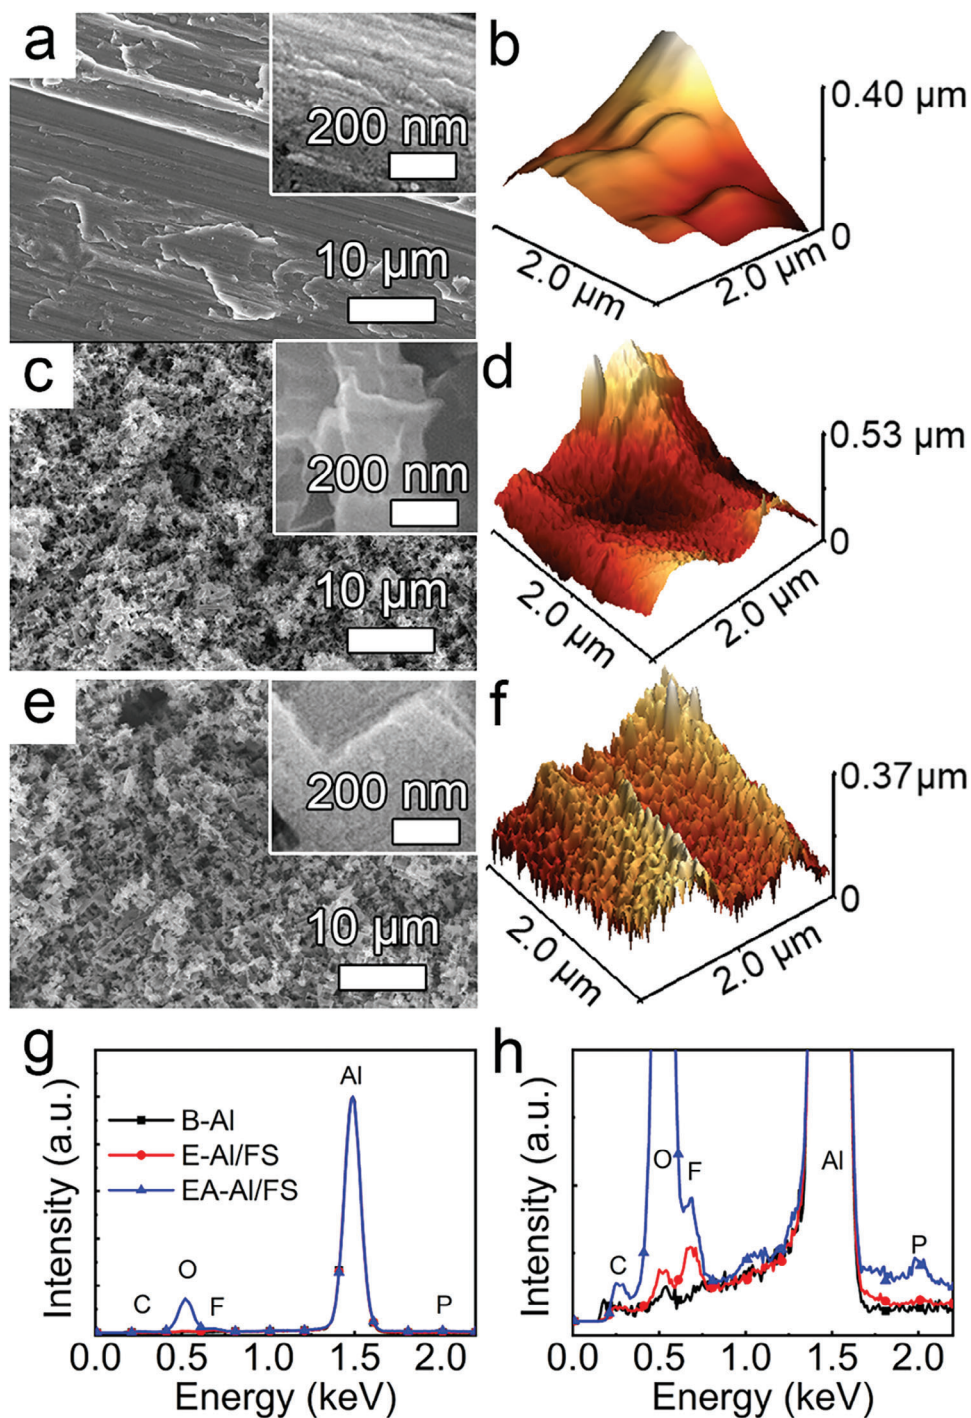 a
200 nm
10 µm
b
0.40 µm
0
2.0 µm
2.0 µm
c
200 nm
10 µm
d
0.53 µm
0
2.0 µm
2.0 µm
e
200 nm
10 µm
f
0.37 µm
0
2.0 µm
2.0 µm
g
Intensity (a.u.)
Al
B-Al
E-Al/FS
EA-Al/FS
O
C
F
P
0.0 0.5 1.0 1.5 2.0
Energy (keV)
h
Intensity (a.u.)
O
F
Al
C
P
0.0 0.5 1.0 1.5 2.0
Energy (keV)